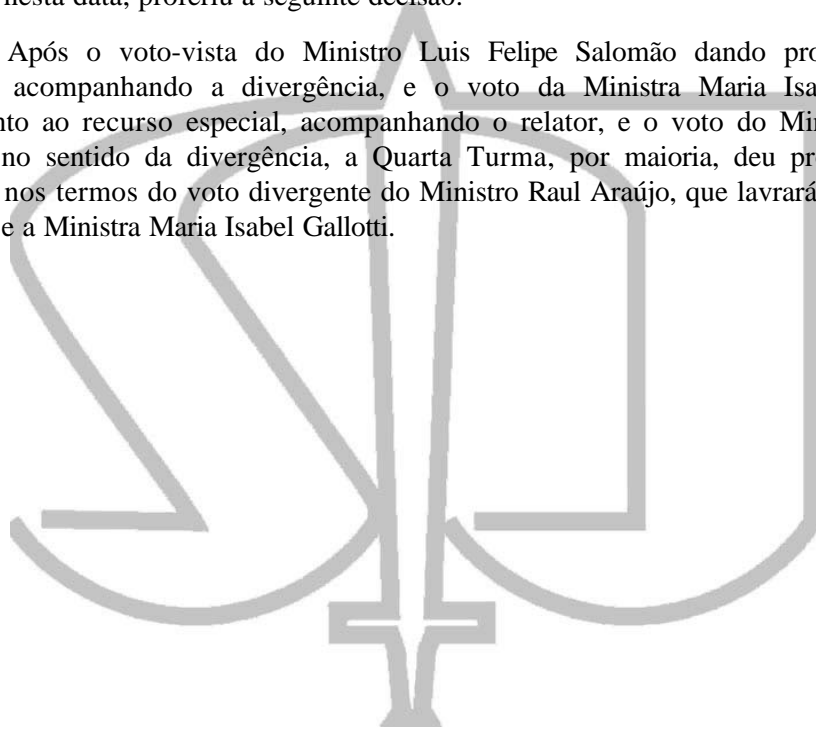 nesta data, proferiu a seguinte decisão:
Após o voto-vista do Ministro Luis Felipe Salomão dando pro
acompanhando a divergência, e o voto da Ministra Maria Isa
nto ao recurso especial, acompanhando o relator, e o voto do Min
no sentido da divergência, a Quarta Turma, por maioria, deu pr
nos termos do voto divergente do Ministro Raul Araújo, que lavrará
e a Ministra Maria Isabel Gallotti.